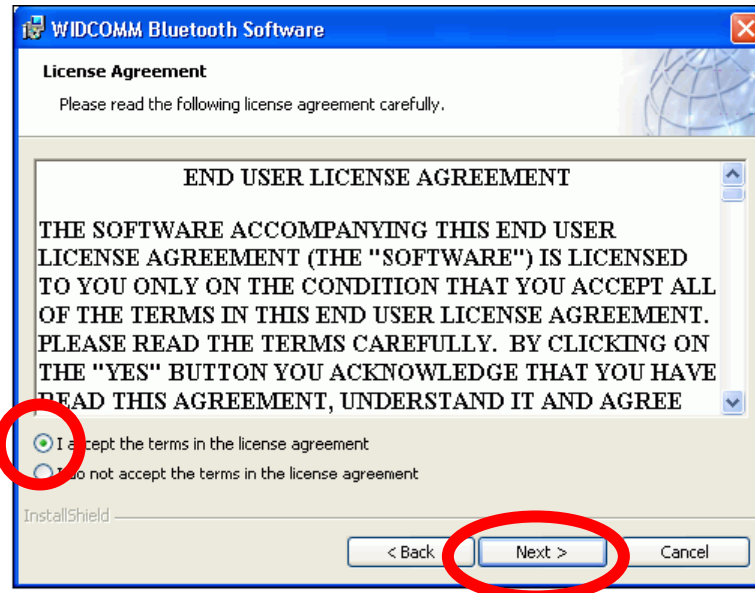 WIDCOMM Bluetooth Software
License Agreement
Please read the following license agreement carefully.
END USER LICENSE AGREEMENT
THE SOFTWARE ACCOMPANYING THIS END USER
LICENSE AGREEMENT (THE "SOFTWARE") IS LICENSED
TO YOU ONLY ON THE CONDITION THAT YOU ACCEPT ALL
OF THE TERMS IN THIS END USER LICENSE AGREEMENT.
PLEASE READ THE TERMS CAREFULLY.  BY CLICKING ON
THE "YES" BUTTON YOU ACKNOWLEDGE THAT YOU HAVE
READ THIS AGREEMENT, UNDERSTAND IT AND AGREE
I accept the terms in the license agreement
I do not accept the terms in the license agreement
InstallShield
< Back
Next >
Cancel